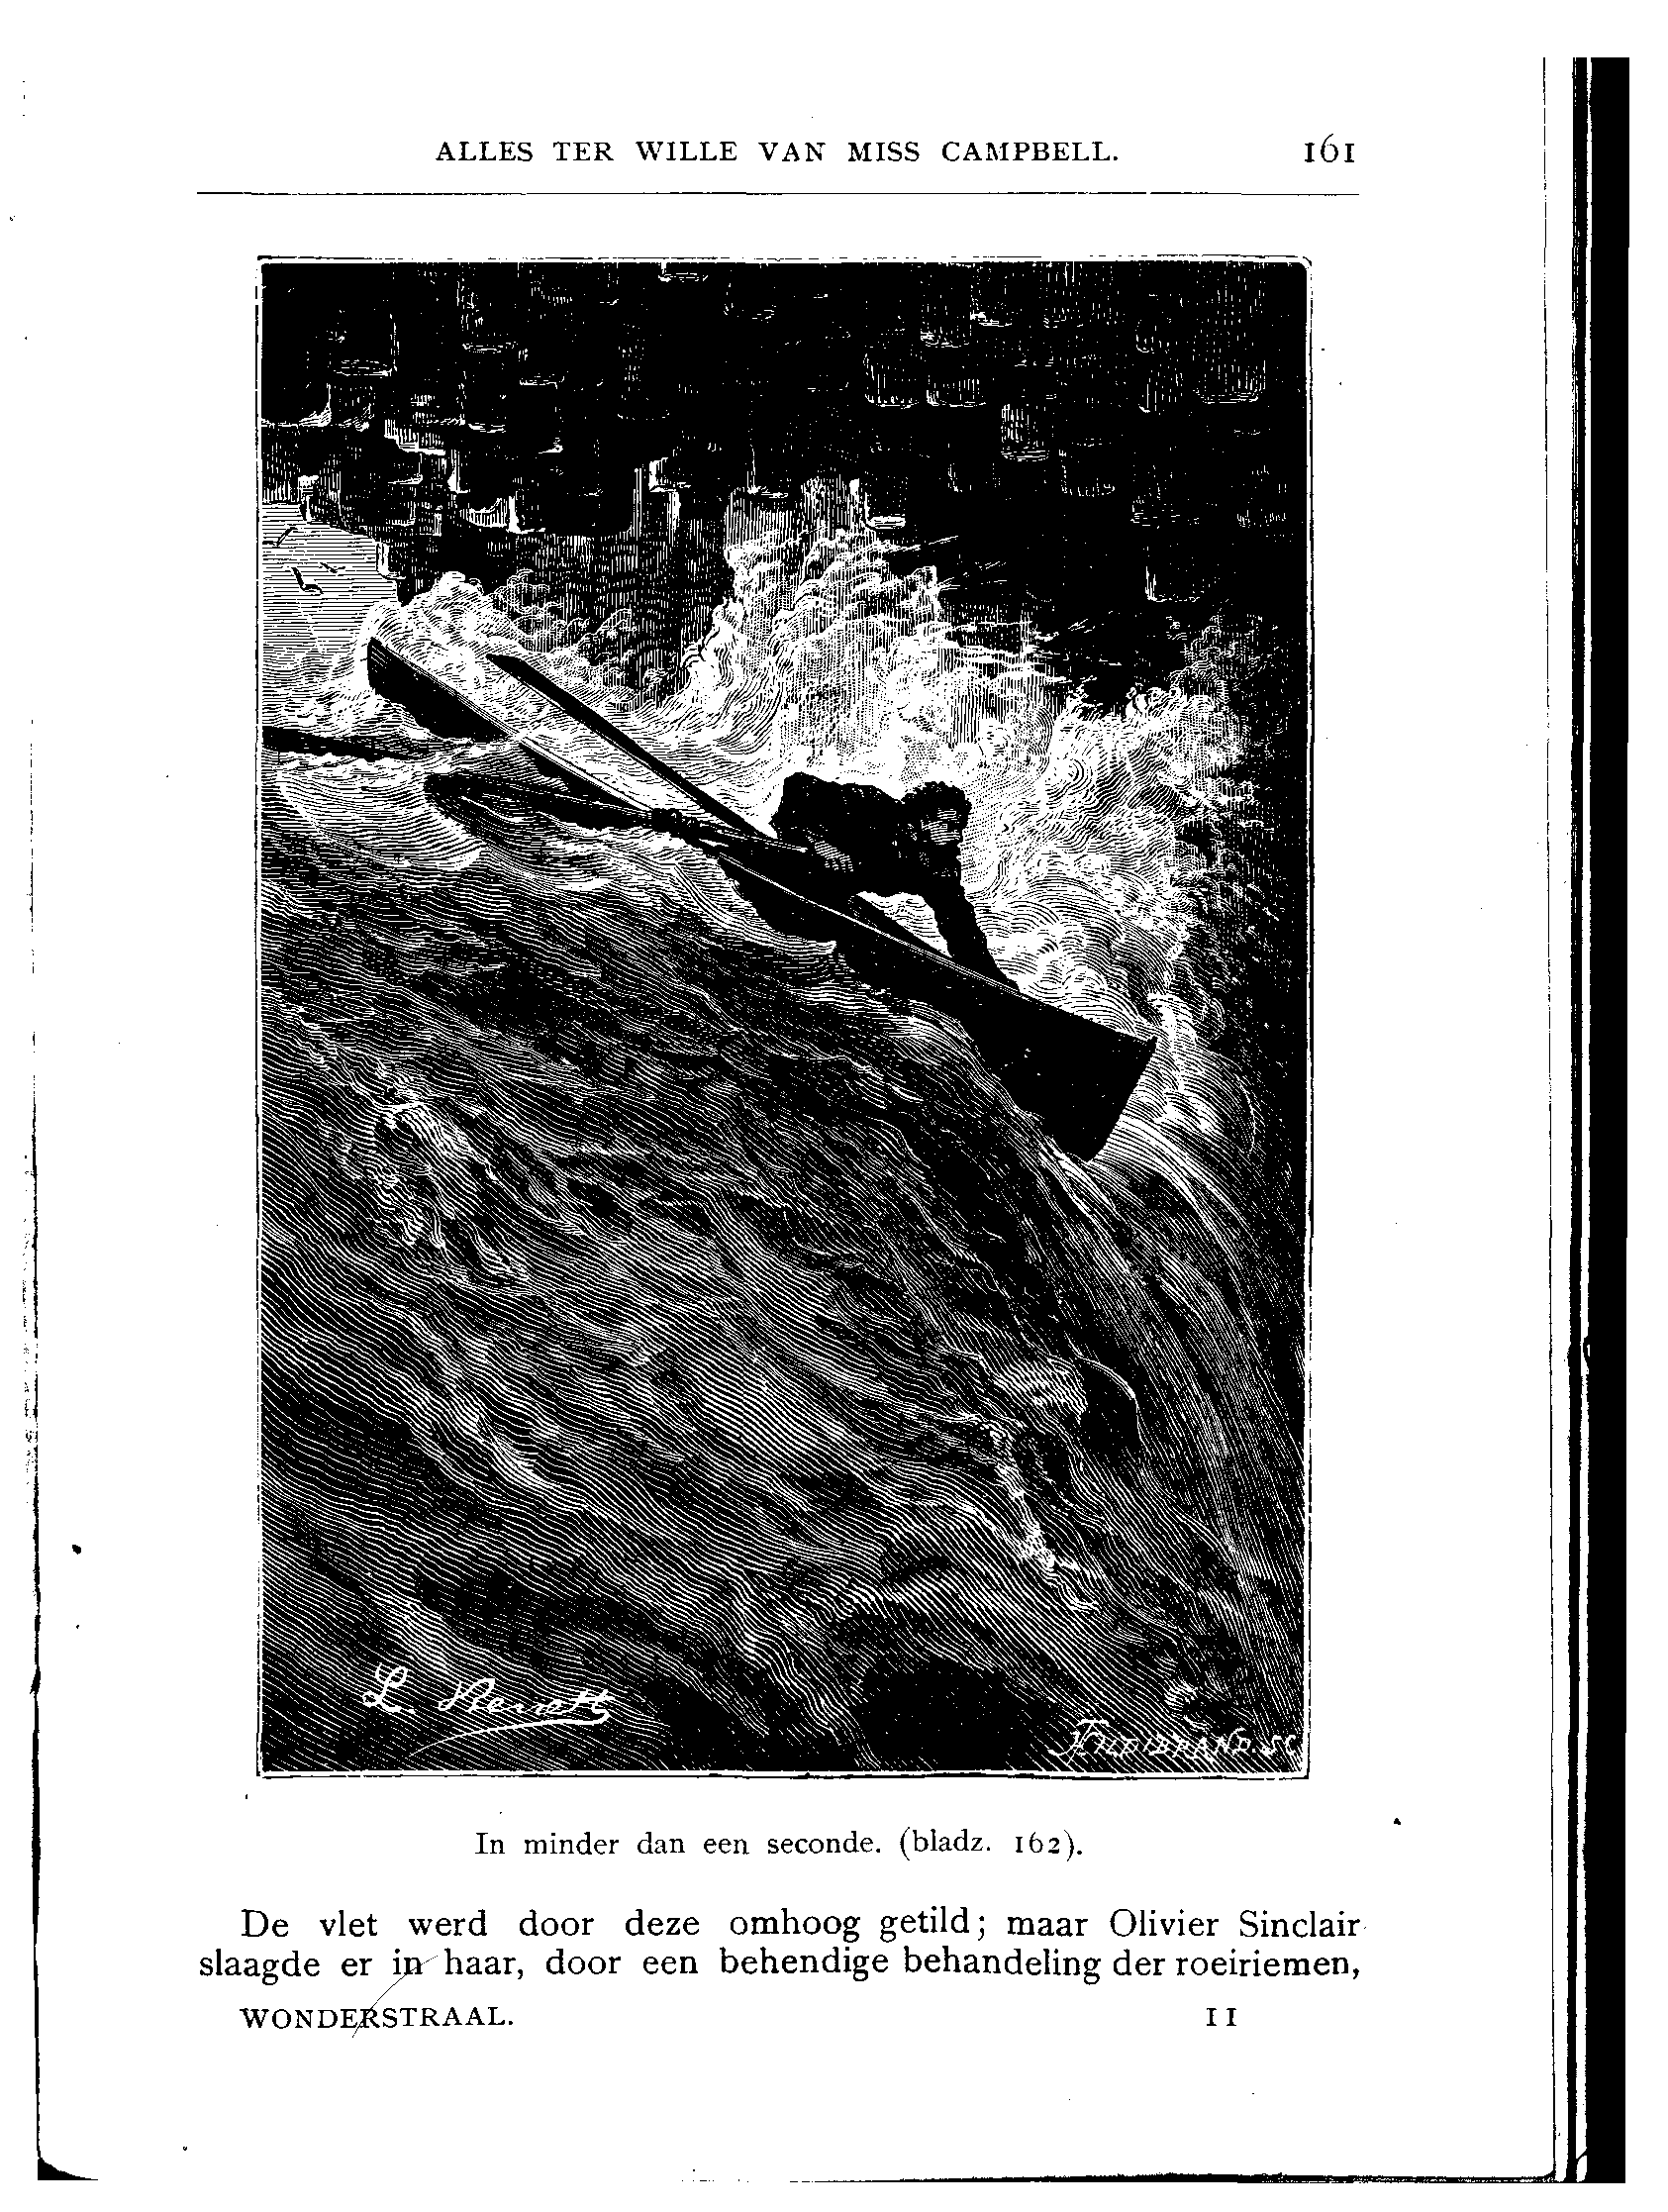 ALLES TER WILLE VAN MISS CAMPBELL. 161
L. Benett
HILDIBRAND. SC
In minder dan een seconde. (bladz. 162).
De vlet werd door deze omhoog getild; maar Olivier Sinclair
slaagde er in haar, door een behendige behandeling der roeiriemen,
WONDERSTRAAL. 11